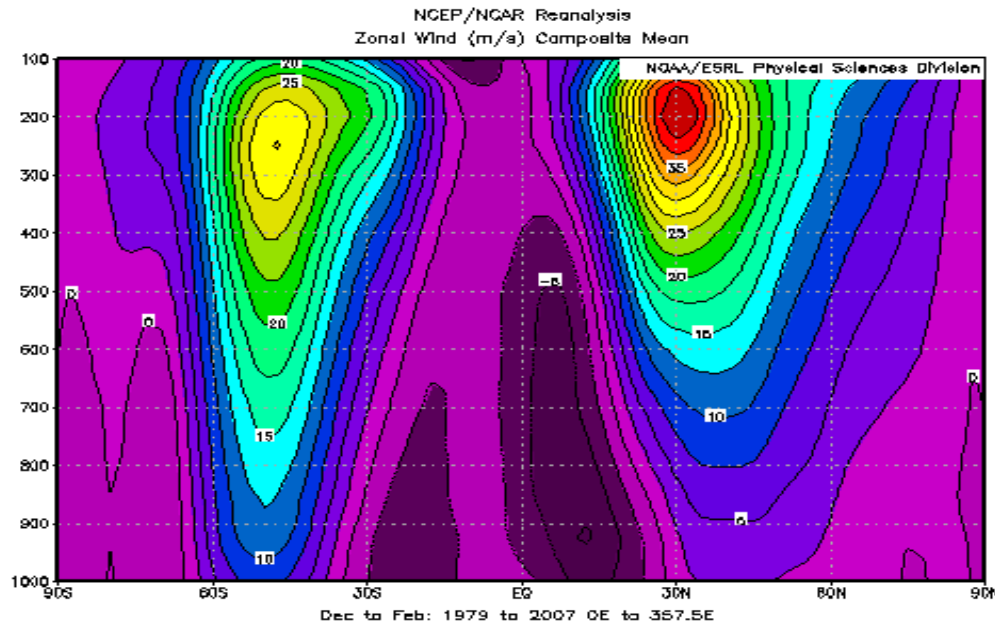 NCEP/NCAR Reanalysis
Zonal Wind (m/s) Composite Mean
NOAA/ESRL Physical Sciences Division
100
200
300
400
500
600
700
800
900
1000
20
25
20
15
10
0
0
-5
35
25
20
15
10
5
0
90S
60S
30S
EQ
30N
60N
90N
Dec to Feb: 1979 to 2007 0E to 357.5E